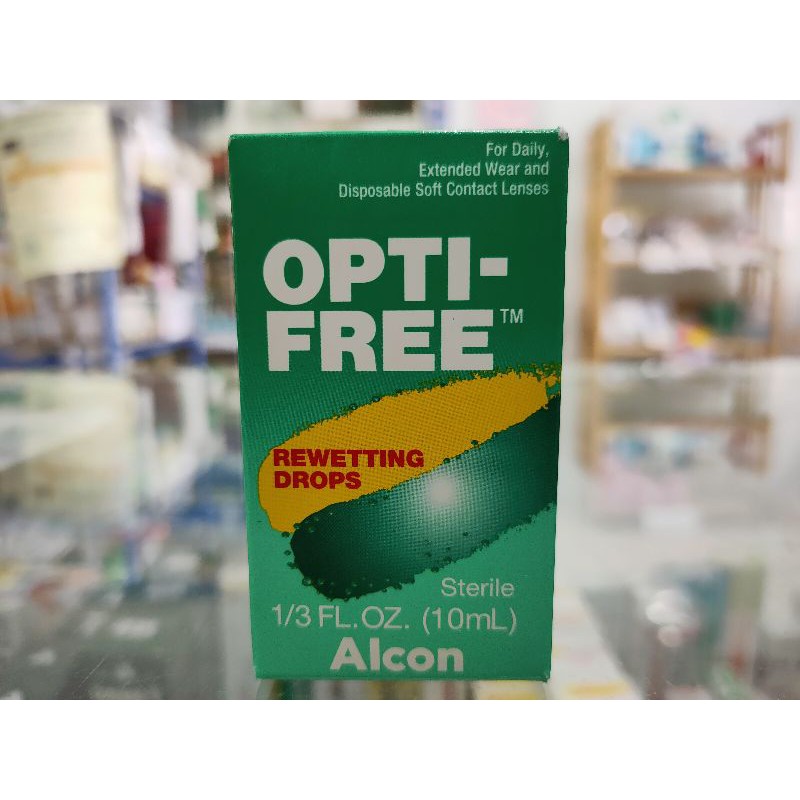 For Daily,
Extended Wear and
Disposable Soft Contact Lenses
OPTI-
FREE™
REWETTING
DROPS
Sterile
1/3 FL.OZ. (10mL)
Alcon